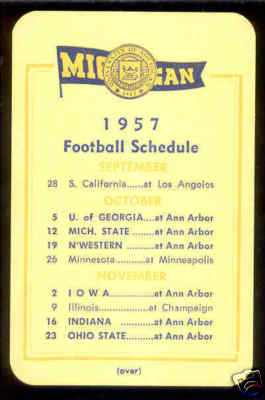 MICHIGAN
1957
Football Schedule
SEPTEMBER
28 S. California......at Los Angeles
OCTOBER
5 U. of GEORGIA....at Ann Arbor
12 MICH. STATE.....at Ann Arbor
19 N'WESTERN.....at Ann Arbor
26 Minnesota.....at Minneapolis
NOVEMBER
2 IOWA...........at Ann Arbor
9 Illinois............at Champaign
16 INDIANA.......at Ann Arbor
23 OHIO STATE.....at Ann Arbor
(over)